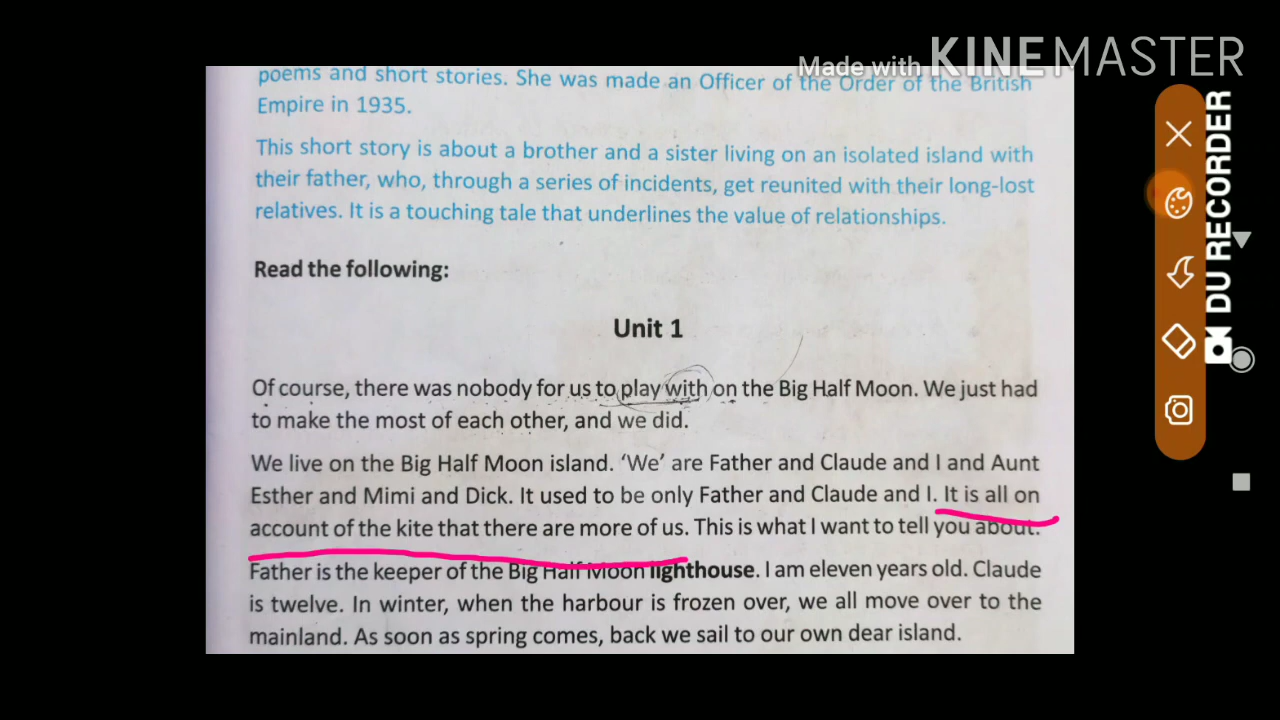 Made with KINEMASTER
poems and short stories. She was made an Officer of the Order of the British
Empire in 1935.
This short story is about a brother and a sister living on an isolated island with
their father, who, through a series of incidents, get reunited with their long-lost
relatives. It is a touching tale that underlines the value of relationships.
Read the following:
Unit 1
Of course, there was nobody for us to play with on the Big Half Moon. We just had
to make the most of each other, and we did.
We live on the Big Half Moon island. ‘We’ are Father and Claude and I and Aunt
Esther and Mimi and Dick. It used to be only Father and Claude and I. It is all on
account of the kite that there are more of us. This is what I want to tell you about.
Father is the keeper of the Big Half Moon lighthouse. I am eleven years old. Claude
is twelve. In winter, when the harbour is frozen over, we all move over to the
mainland. As soon as spring comes, back we sail to our own dear island.
DU RECORDER